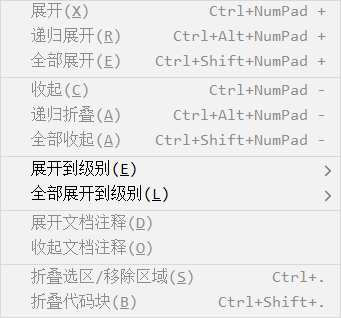 展开(X) Ctrl+NumPad +
递归展开(R) Ctrl+Alt+NumPad +
全部展开(E) Ctrl+Shift+NumPad +
收起(C) Ctrl+NumPad -
递归折叠(A) Ctrl+Alt+NumPad -
全部收起(A) Ctrl+Shift+NumPad -
展开到级别(E)
全部展开到级别(L)
展开文档注释(D)
收起文档注释(O)
折叠选区/移除区域(S) Ctrl+.
折叠代码块(B) Ctrl+Shift+.